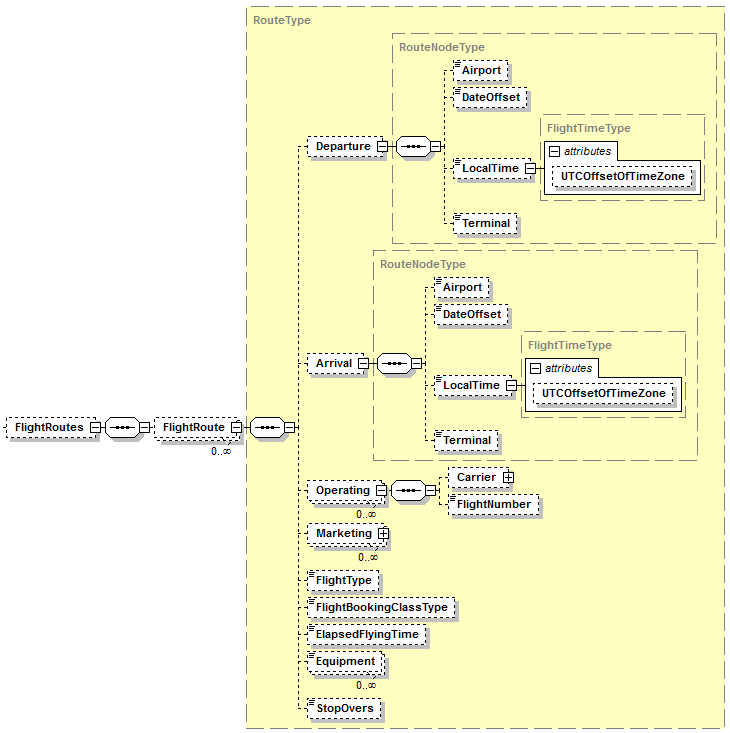 RouteType
RouteNodeType
Airport
DateOffset
FlightTimeType
attributes
Departure
LocalTime
UTCOffsetOfTimeZone
Terminal
RouteNodeType
Airport
DateOffset
FlightTimeType
Arrival
attributes
LocalTime
UTCOffsetOfTimeZone
FlightRoutes
FlightRoute
0..∞
Terminal
Carrier
Operating
0..∞
FlightNumber
Marketing
0..∞
FlightType
FlightBookingClassType
ElapsedFlyingTime
Equipment
0..∞
StopOvers